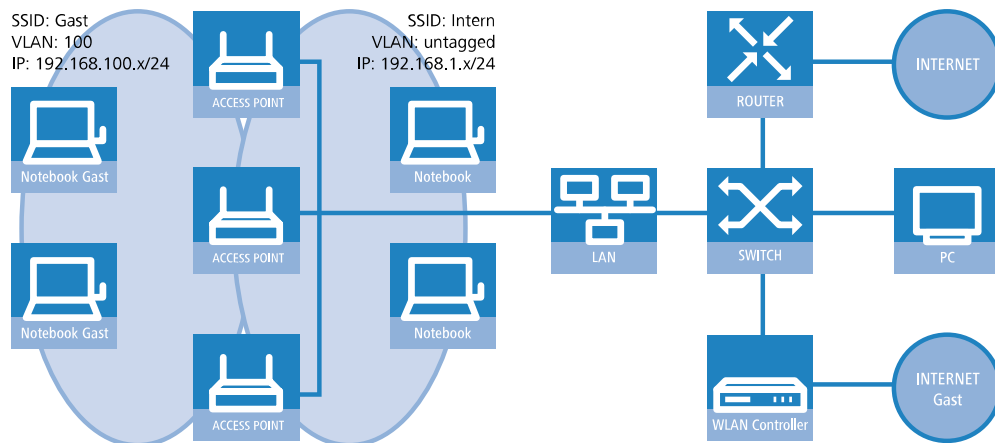 SSID: Gast
VLAN: 100
IP: 192.168.100.x/24
SSID: Intern
VLAN: untagged
IP: 192.168.1.x/24
ACCESS POINT
ROUTER
INTERNET
Notebook Gast
Notebook
ACCESS POINT
LAN
SWITCH
PC
Notebook Gast
Notebook
ACCESS POINT
WLAN Controller
INTERNET
Gast